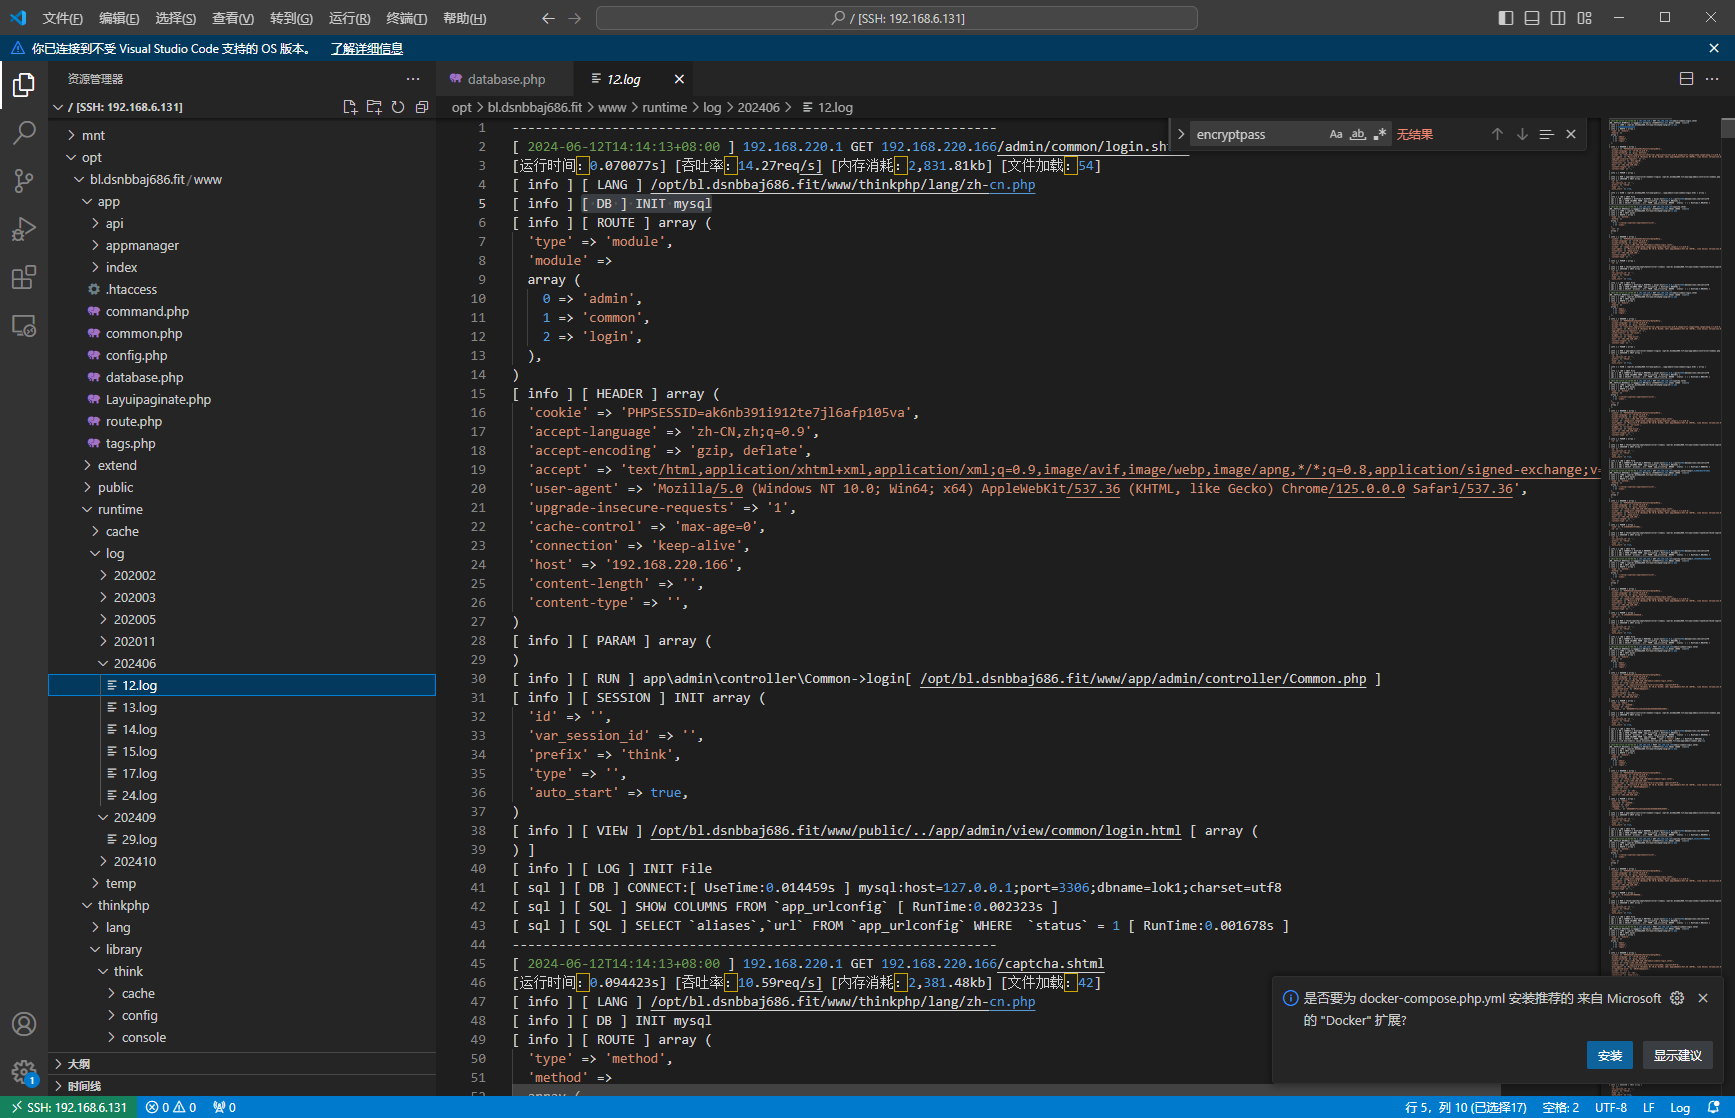 文件(F) 编辑(E) 选择(S) 查看(V) 转到(G) 运行(R) 终端(T) 帮助(H) / [SSH: 192.168.6.131]
你已连接到不受 Visual Studio Code 支持的 OS 版本。 了解详细信息
资源管理器
/ [SSH: 192.168.6.131]
mnt
opt
bl.dsnbbaj686.fit / www
app
api
appmanager
index
.htaccess
command.php
common.php
config.php
database.php
Layuipaginate.php
route.php
tags.php
extend
public
runtime
cache
log
202002
202003
202005
202011
202406
12.log
13.log
14.log
15.log
17.log
24.log
202409
29.log
202410
temp
thinkphp
lang
library
think
cache
config
console
大纲
时间线
database.php 12.log
opt > bl.dsnbbaj686.fit > www > runtime > log > 202406 > 12.log
encryptpass Aa ab 无结果
1 ---------------------------------------------------------------
2 [ 2024-06-12T14:14:13+08:00 ] 192.168.220.1 GET 192.168.220.166/admin/common/login.sh
3 [运行时间：0.070077s] [吞吐率：14.27req/s] [内存消耗：2,831.81kb] [文件加载：54]
4 [ info ] [ LANG ] /opt/bl.dsnbbaj686.fit/www/thinkphp/lang/zh-cn.php
5 [ info ] [ DB ] INIT mysql
6 [ info ] [ ROUTE ] array (
7 'type' => 'module',
8 'module' =>
9 array (
10 0 => 'admin',
11 1 => 'common',
12 2 => 'login',
13 ),
14 )
15 [ info ] [ HEADER ] array (
16 'cookie' => 'PHPSESSID=ak6nb391i912te7jl6afp105va',
17 'accept-language' => 'zh-CN,zh;q=0.9',
18 'accept-encoding' => 'gzip, deflate',
19 'accept' => 'text/html,application/xhtml+xml,application/xml;q=0.9,image/avif,image/webp,image/apng,*/*;q=0.8,application/signed-exchange;v=
20 'user-agent' => 'Mozilla/5.0 (Windows NT 10.0; Win64; x64) AppleWebKit/537.36 (KHTML, like Gecko) Chrome/125.0.0.0 Safari/537.36',
21 'upgrade-insecure-requests' => '1',
22 'cache-control' => 'max-age=0',
23 'connection' => 'keep-alive',
24 'host' => '192.168.220.166',
25 'content-length' => '',
26 'content-type' => '',
27 )
28 [ info ] [ PARAM ] array (
29 )
30 [ info ] [ RUN ] app\admin\controller\Common->login[ /opt/bl.dsnbbaj686.fit/www/app/admin/controller/Common.php ]
31 [ info ] [ SESSION ] INIT array (
32 'id' => '',
33 'var_session_id' => '',
34 'prefix' => 'think',
35 'type' => '',
36 'auto_start' => true,
37 )
38 [ info ] [ VIEW ] /opt/bl.dsnbbaj686.fit/www/public/../app/admin/view/common/login.html [ array (
39 ) ]
40 [ info ] [ LOG ] INIT File
41 [ sql ] [ DB ] CONNECT:[ UseTime:0.014459s ] mysql:host=127.0.0.1;port=3306;dbname=lok1;charset=utf8
42 [ sql ] [ SQL ] SHOW COLUMNS FROM `app_urlconfig` [ RunTime:0.002323s ]
43 [ sql ] [ SQL ] SELECT `aliases`,`url` FROM `app_urlconfig` WHERE  `status` = 1 [ RunTime:0.001678s ]
44 ---------------------------------------------------------------
45 [ 2024-06-12T14:14:13+08:00 ] 192.168.220.1 GET 192.168.220.166/captcha.shtml
46 [运行时间：0.094423s] [吞吐率：10.59req/s] [内存消耗：2,381.48kb] [文件加载：42]
47 [ info ] [ LANG ] /opt/bl.dsnbbaj686.fit/www/thinkphp/lang/zh-cn.php
48 [ info ] [ DB ] INIT mysql
49 [ info ] [ ROUTE ] array (
50 'type' => 'method',
51 'method' =>
52 array (
是否要为 docker-compose.php.yml 安装推荐的 来自 Microsoft
的 "Docker" 扩展?
安装 显示建议
1
SSH: 192.168.6.131 0 0 0 行 5，列 10 (已选择17) 空格: 2 UTF-8 LF Log